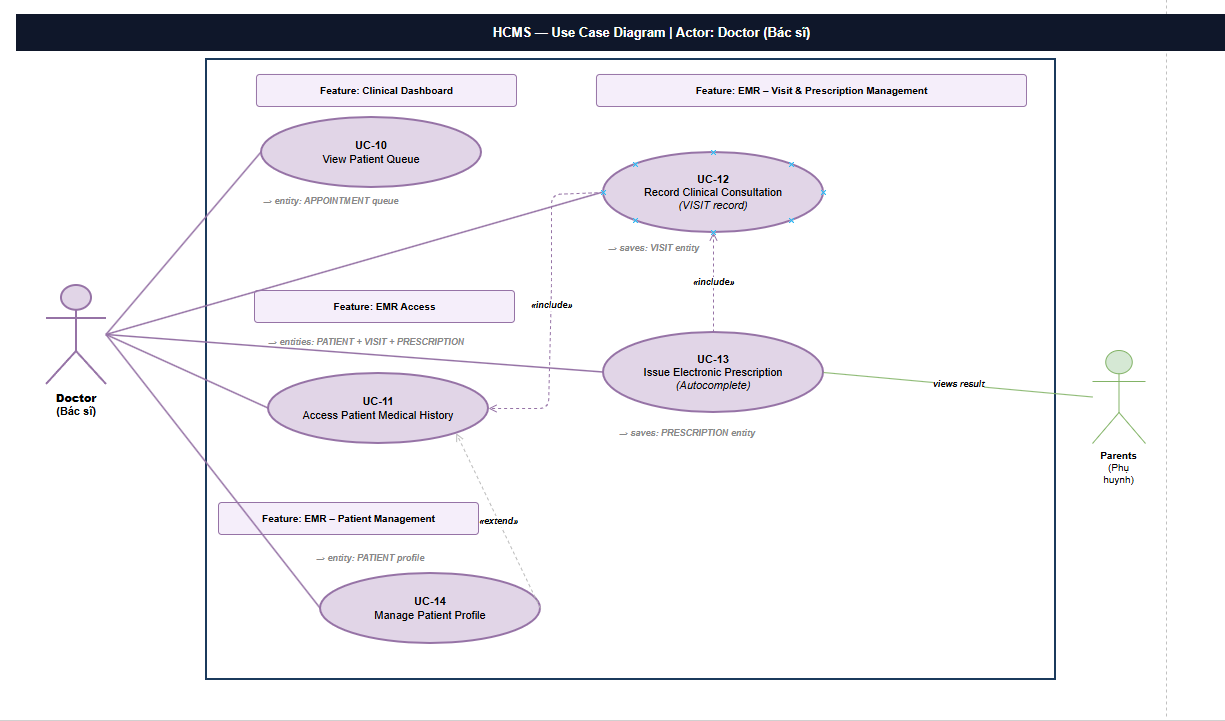 HCMS — Use Case Diagram | Actor: Doctor (Bác sĩ)
Feature: Clinical Dashboard
Feature: EMR – Visit & Prescription Management
UC-10
View Patient Queue
→ entity: APPOINTMENT queue
UC-12
Record Clinical Consultation
(VISIT record)
→ saves: VISIT entity
«include»
Feature: EMR Access
«include»
→ entities: PATIENT + VISIT + PRESCRIPTION
UC-13
Issue Electronic Prescription
(Autocomplete)
views result
Doctor
(Bác sĩ)
UC-11
Access Patient Medical History
→ saves: PRESCRIPTION entity
Parents
(Phụ
huynh)
Feature: EMR – Patient Management
«extend»
→ entity: PATIENT profile
UC-14
Manage Patient Profile